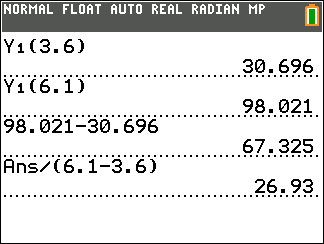 NORMAL FLOAT AUTO REAL RADIAN MP
Y₁(3.6)
30.696
Y₁(6.1)
98.021
98.021-30.696
67.325
Ans/(6.1-3.6)
26.93